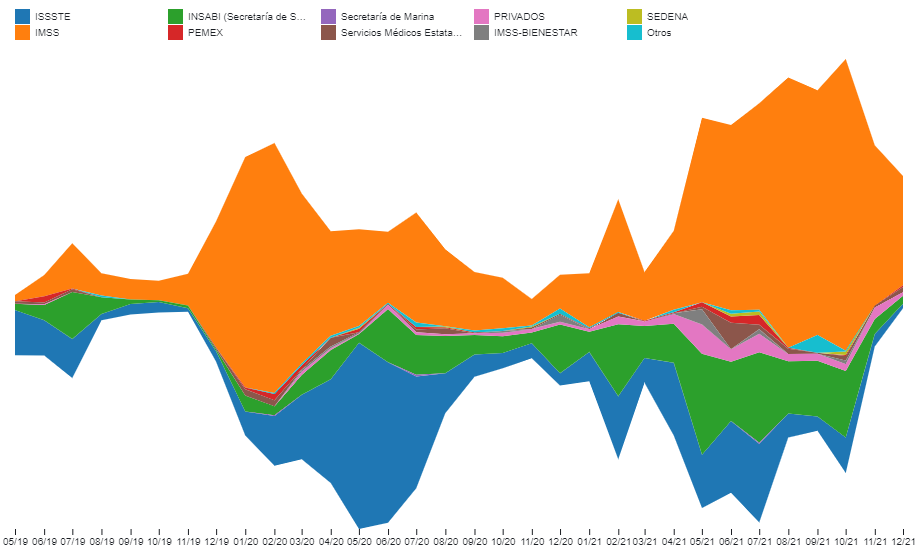 ISSSTE INSABI (Secretaría de S... Secretaría de Marina PRIVADOS SEDENA
IMSS PEMEX Servicios Médicos Estata... IMSS-BIENESTAR Otros
05/19 06/19 07/19 08/19 09/19 10/19 11/19 12/19 01/20 02/20 03/20 04/20 05/20 06/20 07/20 08/20 09/20 10/20 11/20 12/20 01/21 02/21 03/21 04/21 05/21 06/21 07/21 08/21 09/21 10/21 11/21 12/21